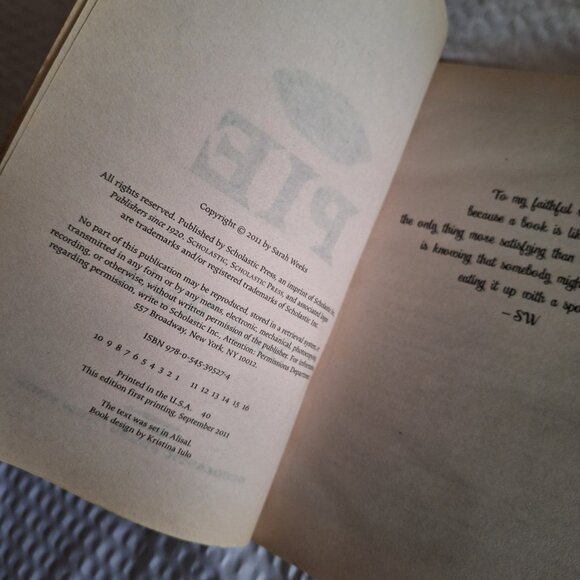 PIE
Copyright © 2011 by Sarah Weeks
All rights reserved. Published by Scholastic Press, an imprint of Scholastic Inc.,
Publishers since 1920. SCHOLASTIC, SCHOLASTIC PRESS, and associated logos
are trademarks and/or registered trademarks of Scholastic Inc.
No part of this publication may be reproduced, stored in a retrieval system, or
transmitted in any form or by any means, electronic, mechanical, photocopying,
recording, or otherwise, without written permission of the publisher. For information
regarding permission, write to Scholastic Inc., Attention: Permissions Department,
557 Broadway, New York, NY 10012.
ISBN 978-0-545-39527-4
10 9 8 7 6 5 4 3 2 1 11 12 13 14 15 16
Printed in the U.S.A. 40
This edition first printing, September 2011
The text was set in Alisal.
Book design by Kristina Iulo
To my faithful
because a book is lik
the only thing more satisfying than
is knowing that somebody migh
eating it up with a spo
– SW